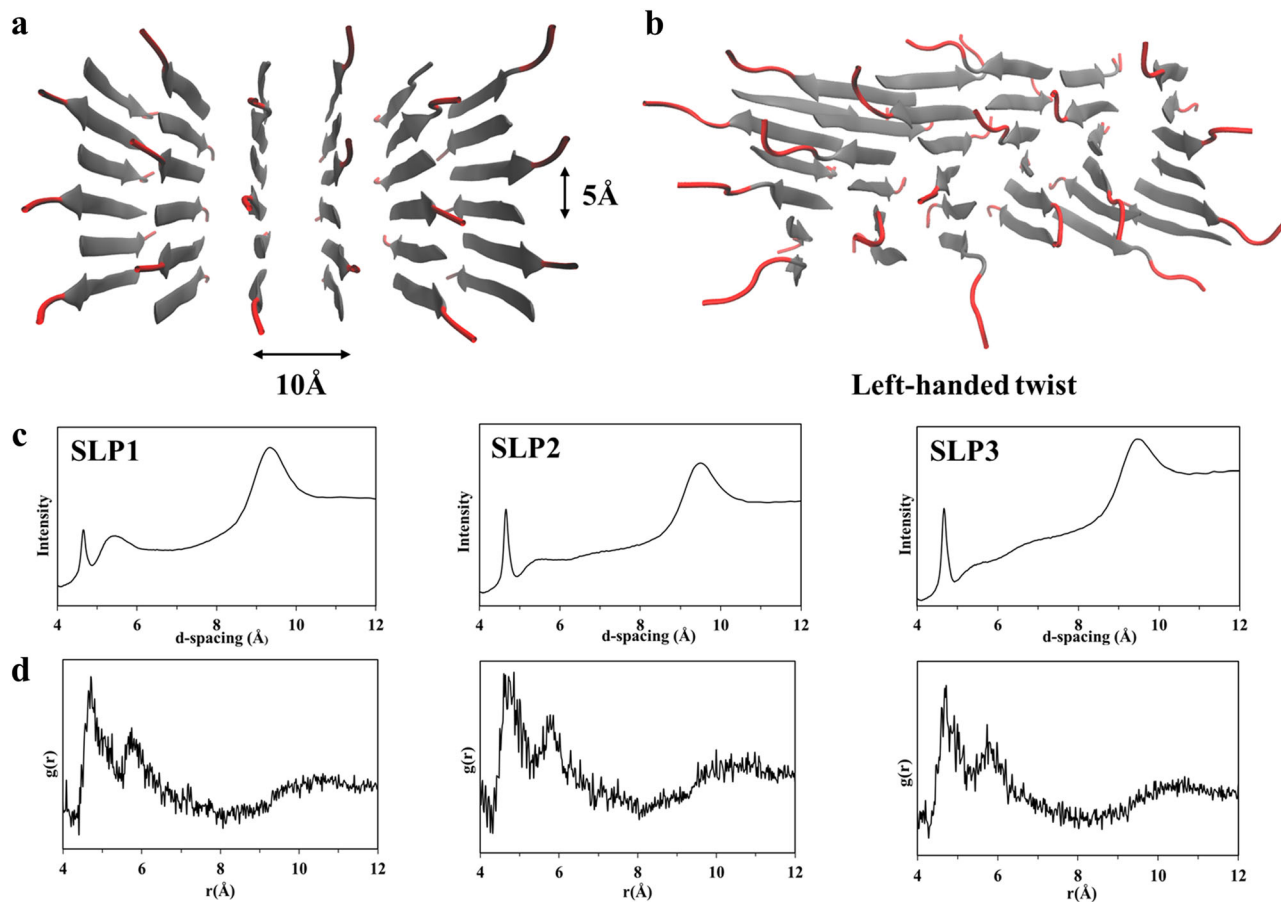 a
b
5Å
10Å
Left-handed twist
c
SLP1
Intensity
4 6 8 10 12
d-spacing (Å)
SLP2
Intensity
4 6 8 10 12
d-spacing (Å)
SLP3
Intensity
4 6 8 10 12
d-spacing (Å)
d
g(r)
4 6 8 10 12
r(Å)
g(r)
4 6 8 10 12
r(Å)
g(r)
4 6 8 10 12
r(Å)